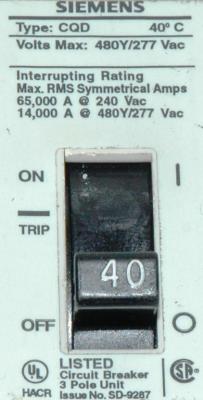 SIEMENS
Type: CQD 40° C
Volts Max: 480Y/277 Vac
Interrupting Rating
Max. RMS Symmetrical Amps
65,000 A @ 240 Vac
14,000 A @ 480Y/277 Vac
ON |
TRIP
40
OFF O
UL LISTED SA
HACR Circuit Breaker
3 Pole Unit
Issue No. SD-9287